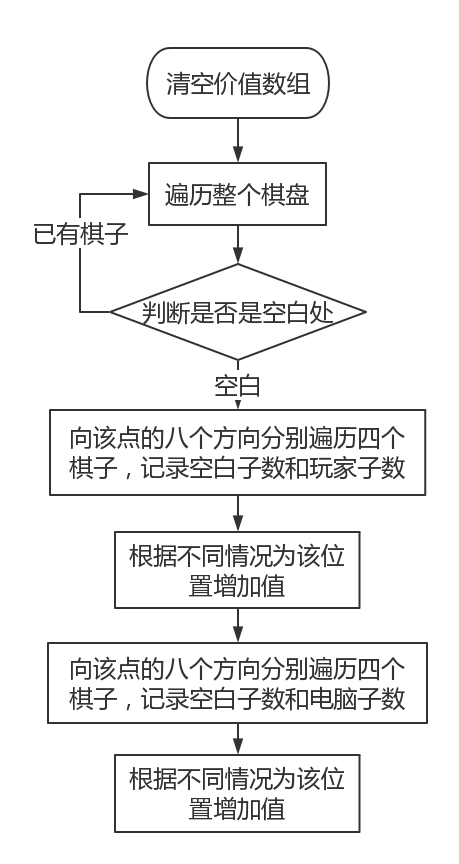 清空价值数组
遍历整个棋盘
已有棋子
判断是否是空白处
空白
向该点的八个方向分别遍历四个
棋子，记录空白子数和玩家子数
根据不同情况为该位
置增加值
向该点的八个方向分别遍历四个
棋子，记录空白子数和电脑子数
根据不同情况为该位
置增加值